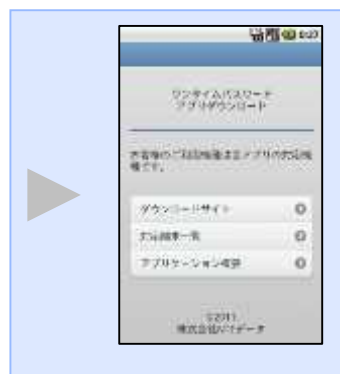 ワンタイムパスワード
アプリダウンロード
お客様のご利用機種はアプリの対応機
種です。
ダウンロードサイト
対応端末一覧
アプリケーション概要
©2011
株式会社NTTデータ